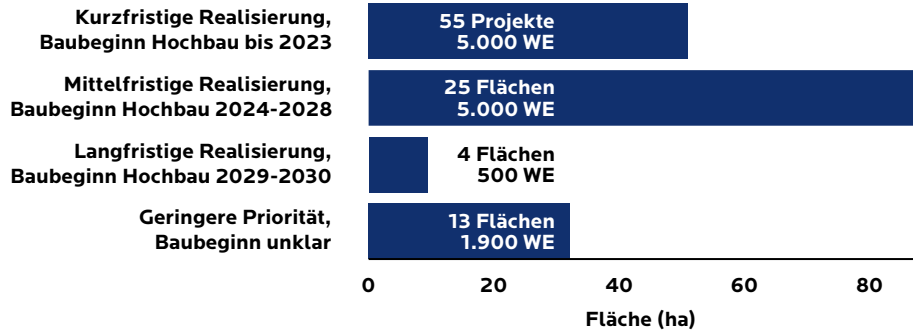 Kurzfristige Realisierung,
Baubeginn Hochbau bis 2023
55 Projekte
5.000 WE
Mittelfristige Realisierung,
Baubeginn Hochbau 2024-2028
25 Flächen
5.000 WE
Langfristige Realisierung,
Baubeginn Hochbau 2029-2030
4 Flächen
500 WE
Geringere Priorität,
Baubeginn unklar
13 Flächen
1.900 WE
0 20 40 60 80
Fläche (ha)